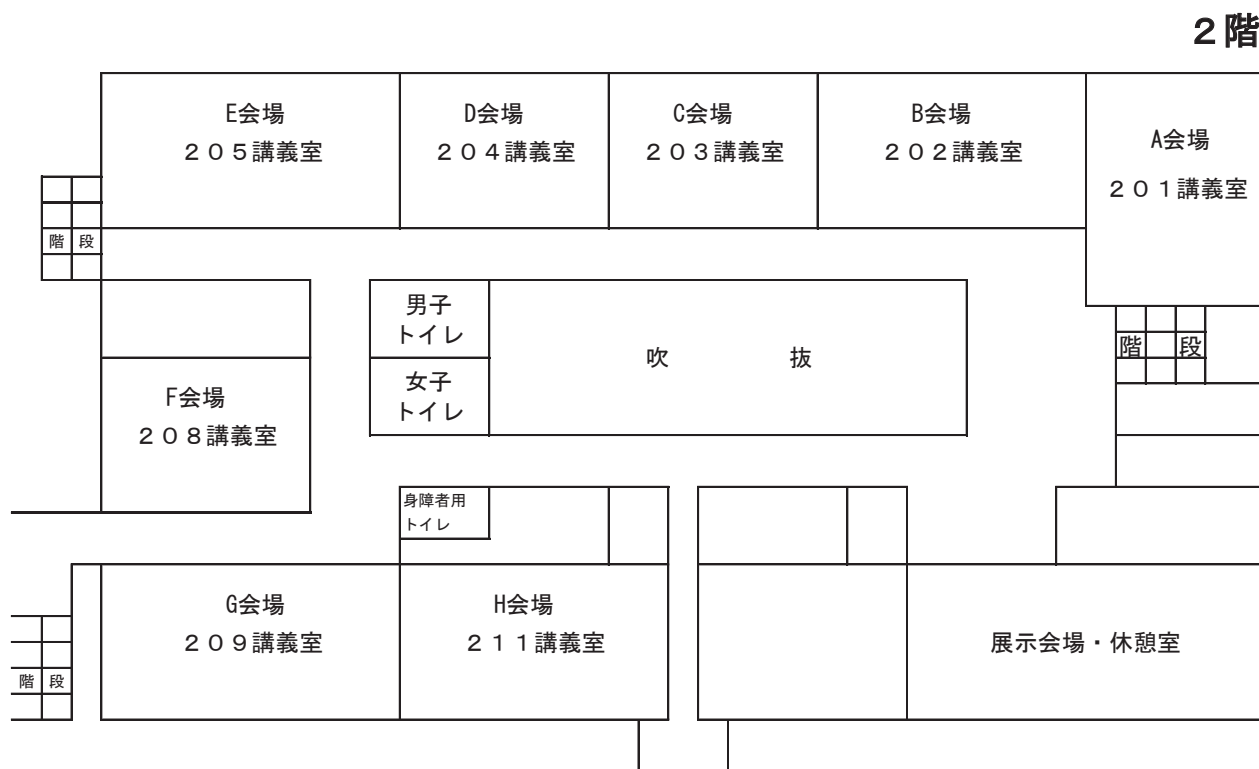 ２階
E会場
２０５講義室
D会場
２０４講義室
C会場
２０３講義室
B会場
２０２講義室
A会場
２０１講義室
階段
男子
トイレ
吹　抜
階段
女子
トイレ
F会場
２０８講義室
身障者用
トイレ
G会場
２０９講義室
H会場
２１１講義室
展示会場・休憩室
階段